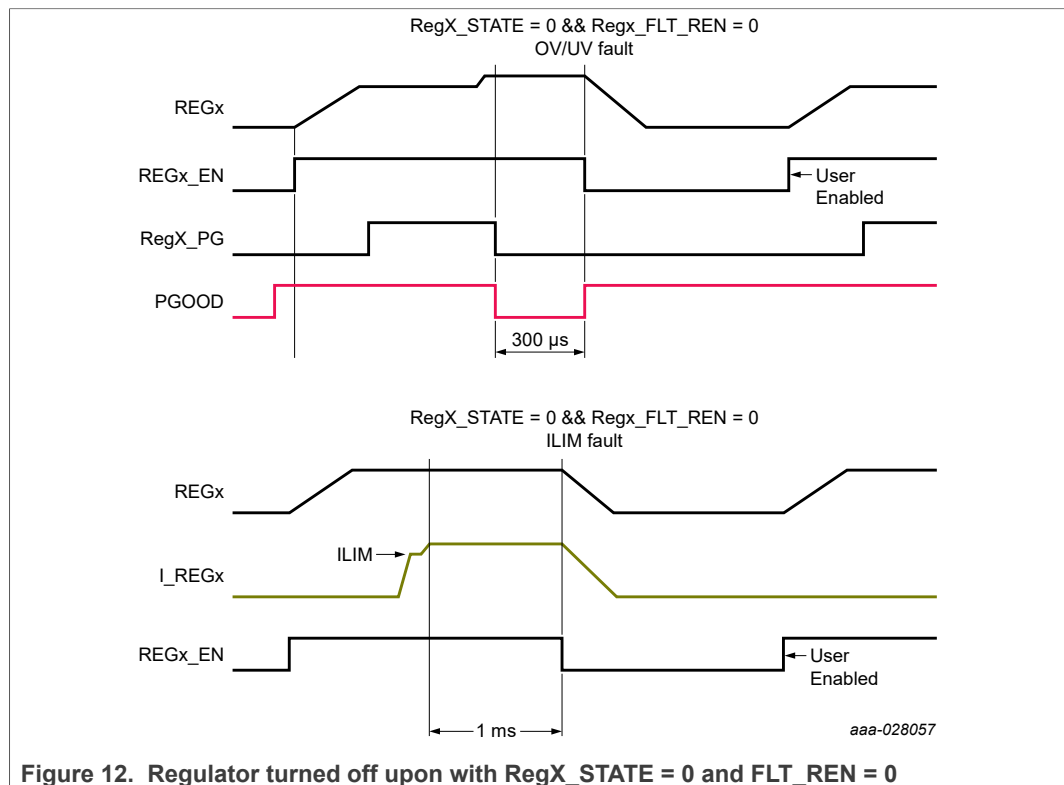 RegX_STATE = 0 && Regx_FLT_REN = 0
OV/UV fault
REGx
REGx_EN
User
Enabled
RegX_PG
PGOOD
300 µs
RegX_STATE = 0 && Regx_FLT_REN = 0
ILIM fault
REGx
ILIM
I_REGx
REGx_EN
User
Enabled
1 ms
aaa-028057
Figure 12. Regulator turned off upon with RegX_STATE = 0 and FLT_REN = 0